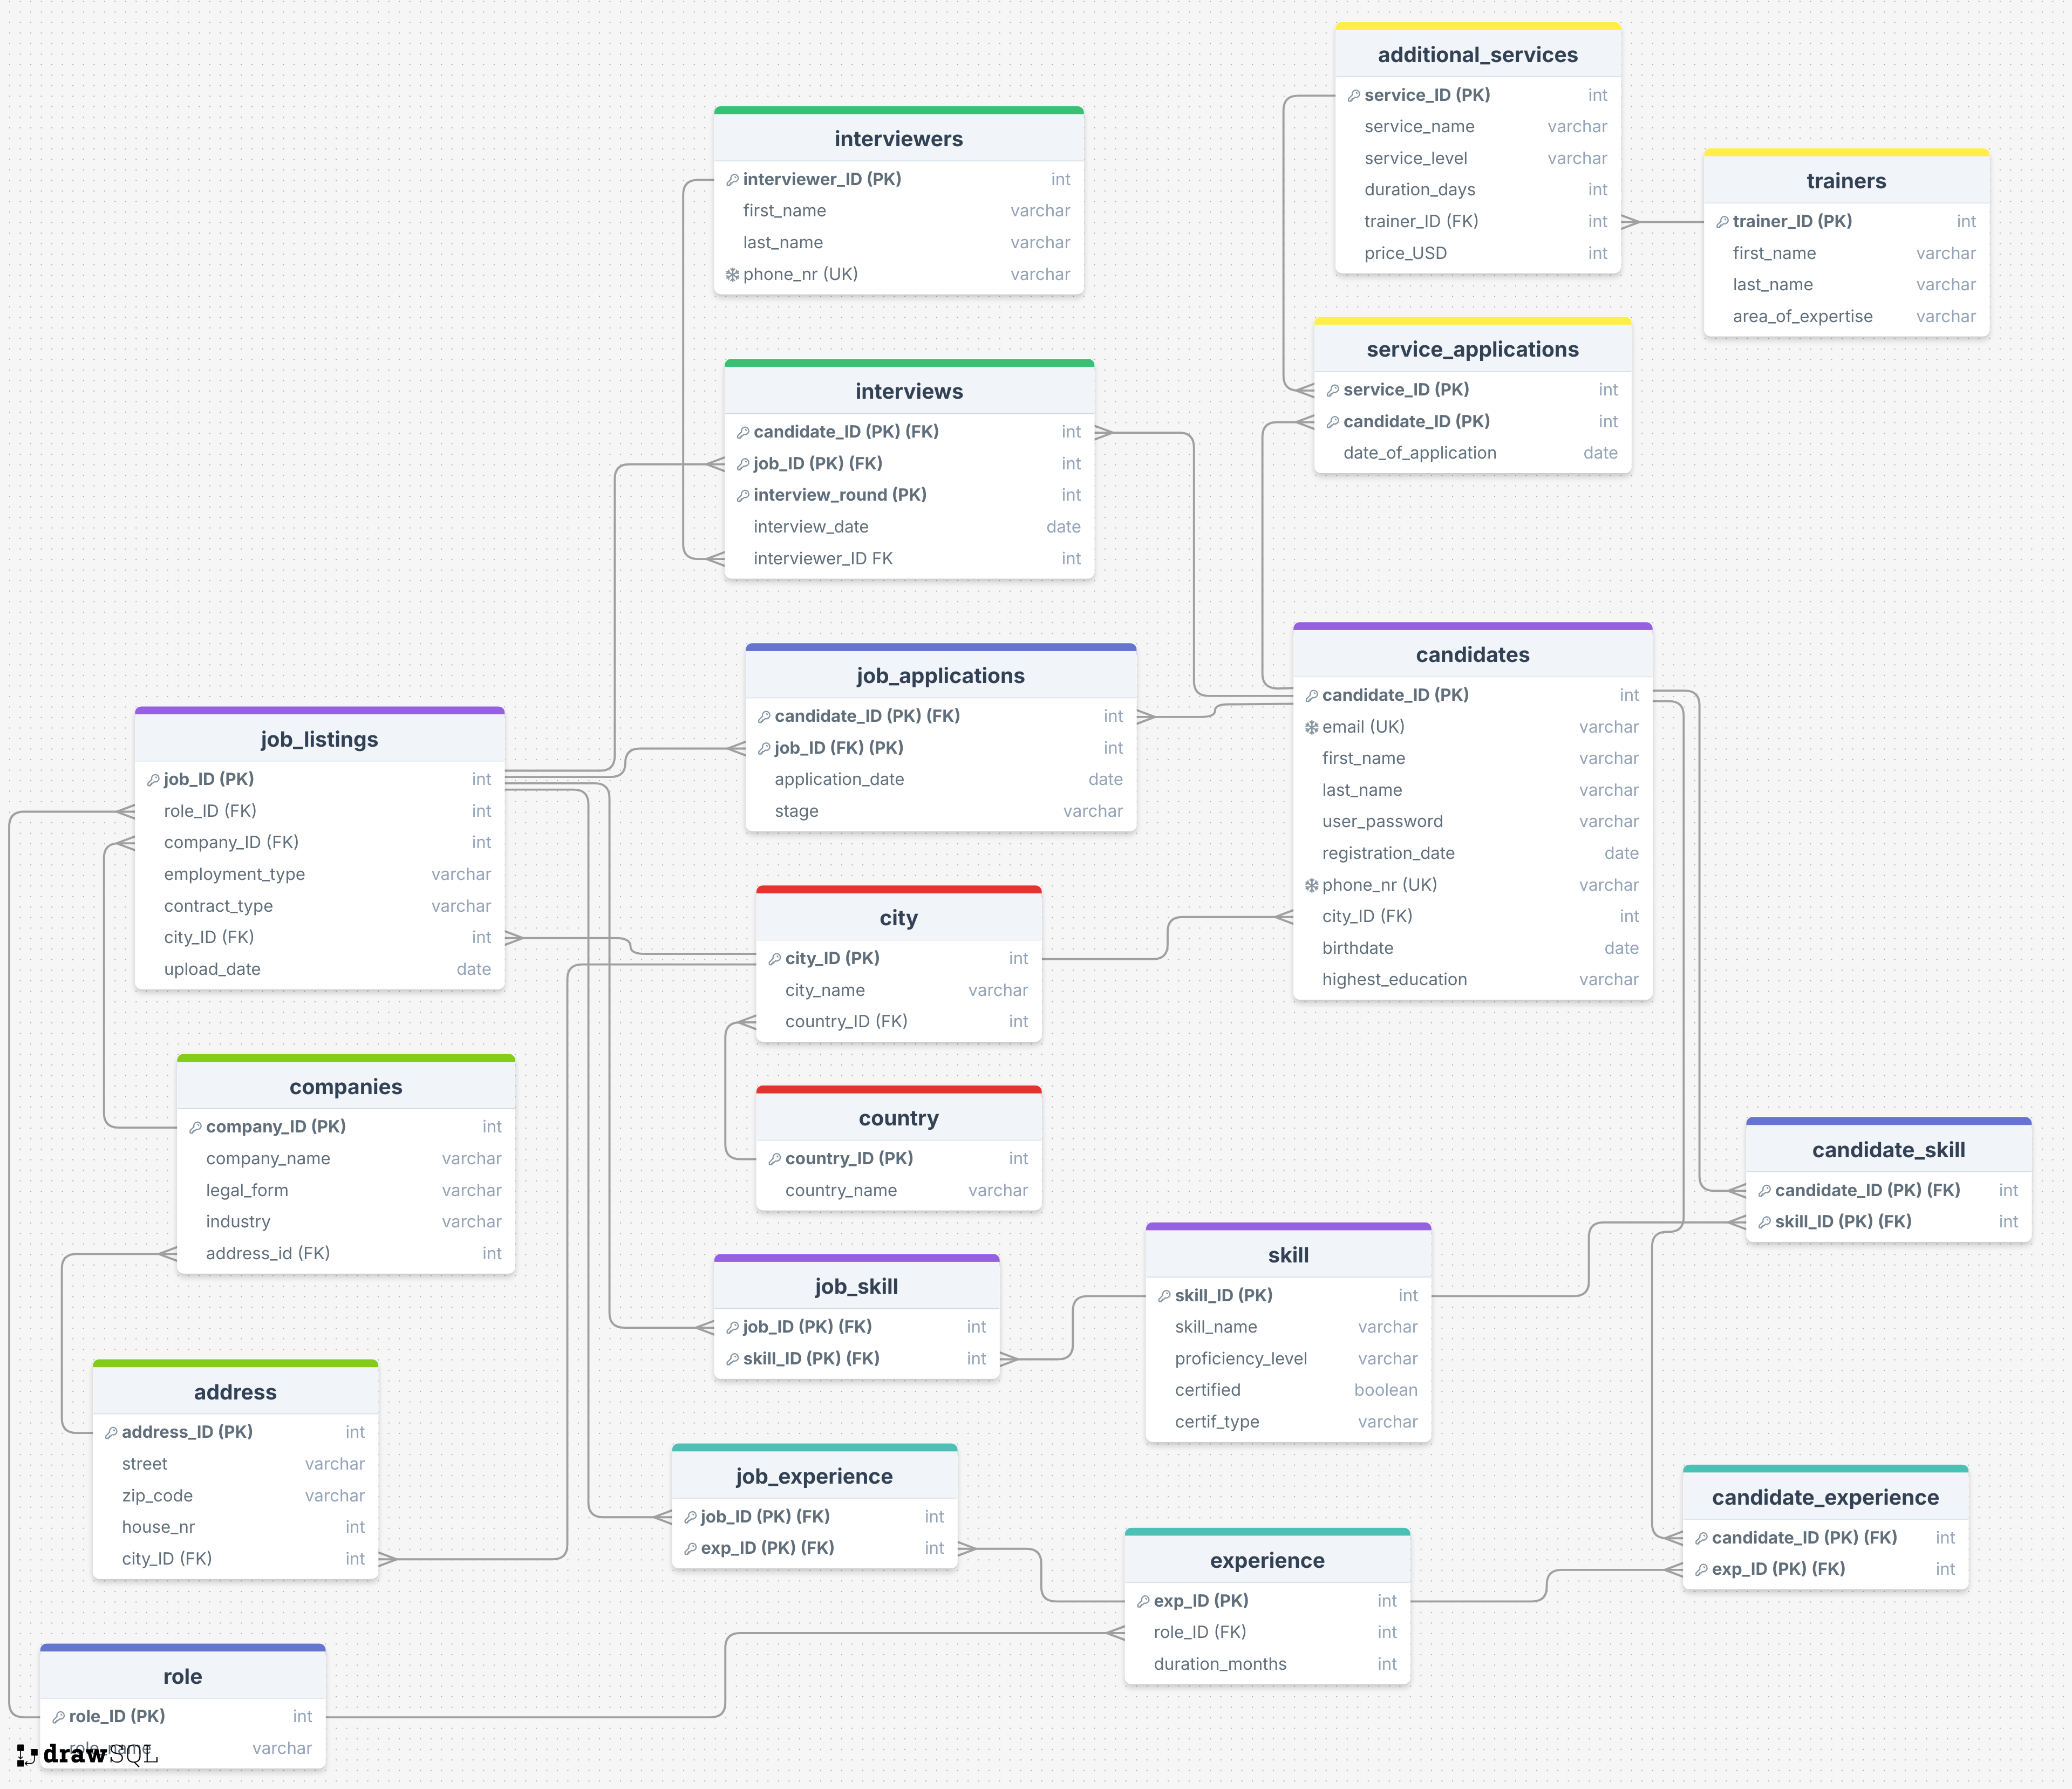 additional_services
service_ID (PK) int
service_name varchar
service_level varchar
duration_days int
trainer_ID (FK) int
price_USD int
interviewers
interviewer_ID (PK) int
first_name varchar
last_name varchar
phone_nr (UK) varchar
trainers
trainer_ID (PK) int
first_name varchar
last_name varchar
area_of_expertise varchar
service_applications
service_ID (PK) int
candidate_ID (PK) int
date_of_application date
interviews
candidate_ID (PK) (FK) int
job_ID (PK) (FK) int
interview_round (PK) int
interview_date date
interviewer_ID FK int
candidates
candidate_ID (PK) int
email (UK) varchar
first_name varchar
last_name varchar
user_password varchar
registration_date date
phone_nr (UK) varchar
city_ID (FK) int
birthdate date
highest_education varchar
job_applications
candidate_ID (PK) (FK) int
job_ID (FK) (PK) int
application_date date
stage varchar
job_listings
job_ID (PK) int
role_ID (FK) int
company_ID (FK) int
employment_type varchar
contract_type varchar
city_ID (FK) int
upload_date date
city
city_ID (PK) int
city_name varchar
country_ID (FK) int
companies
company_ID (PK) int
company_name varchar
legal_form varchar
industry varchar
address_id (FK) int
country
country_ID (PK) int
country_name varchar
candidate_skill
candidate_ID (PK) (FK) int
skill_ID (PK) (FK) int
skill
skill_ID (PK) int
skill_name varchar
proficiency_level varchar
certified boolean
certif_type varchar
job_skill
job_ID (PK) (FK) int
skill_ID (PK) (FK) int
address
address_ID (PK) int
street varchar
zip_code varchar
house_nr int
city_ID (FK) int
job_experience
job_ID (PK) (FK) int
exp_ID (PK) (FK) int
candidate_experience
candidate_ID (PK) (FK) int
exp_ID (PK) (FK) int
experience
exp_ID (PK) int
role_ID (FK) int
duration_months int
role
role_ID (PK) int
role_name varchar
drawSQL